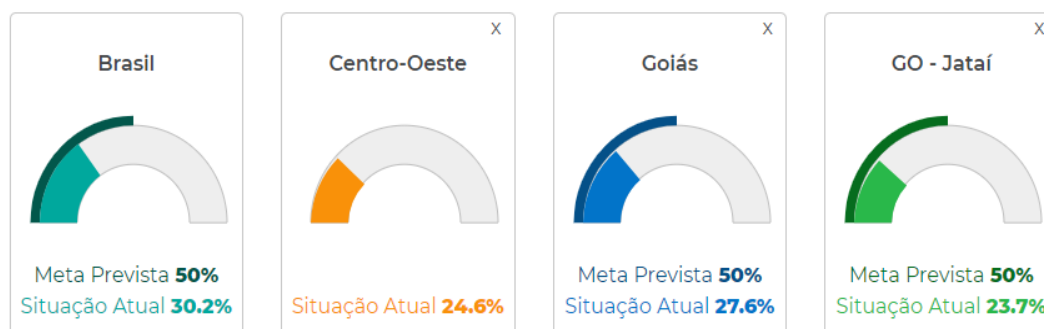 X
X
X
Brasil
Centro-Oeste
Goiás
GO - Jataí
Meta Prevista 50%
Situação Atual 30.2%
Situação Atual 24.6%
Meta Prevista 50%
Situação Atual 27.6%
Meta Prevista 50%
Situação Atual 23.7%